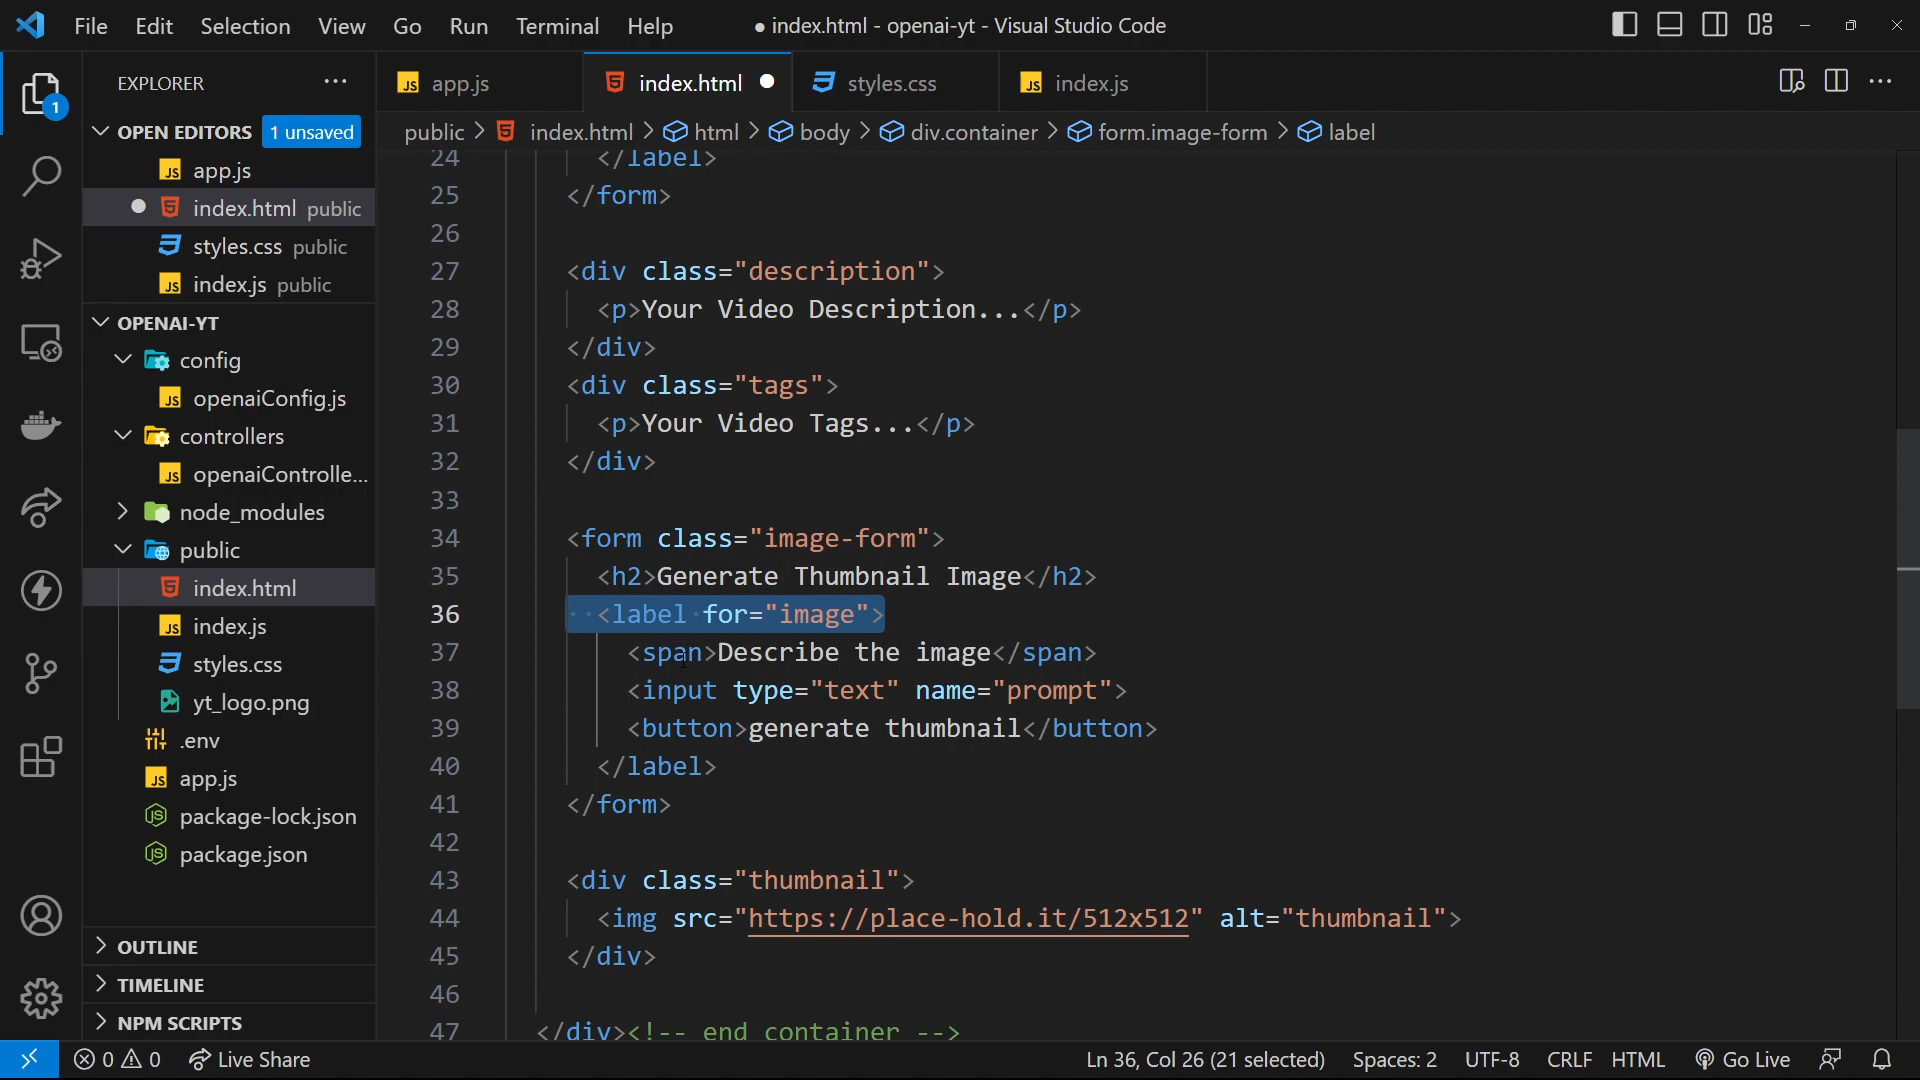 File Edit Selection View Go Run Terminal Help ● index.html - openai-yt - Visual Studio Code
EXPLORER ...
OPEN EDITORS 1 unsaved
app.js
index.html public
styles.css public
index.js public
OPENAI-YT
config
openaiConfig.js
controllers
openaiControlle...
node_modules
public
index.html
index.js
styles.css
yt_logo.png
.env
app.js
package-lock.json
package.json
OUTLINE
TIMELINE
NPM SCRIPTS
1
app.js index.html styles.css index.js
public > index.html > html > body > div.container > form.image-form > label
24 </label>
25 </form>
26
27 <div class="description">
28 <p>Your Video Description...</p>
29 </div>
30 <div class="tags">
31 <p>Your Video Tags...</p>
32 </div>
33
34 <form class="image-form">
35 <h2>Generate Thumbnail Image</h2>
36 <label for="image">
37 <span>Describe the image</span>
38 <input type="text" name="prompt">
39 <button>generate thumbnail</button>
40 </label>
41 </form>
42
43 <div class="thumbnail">
44 <img src="https://place-hold.it/512x512" alt="thumbnail">
45 </div>
46
47 </div><!-- end container -->
0 0 Live Share Ln 36, Col 26 (21 selected) Spaces: 2 UTF-8 CRLF HTML Go Live